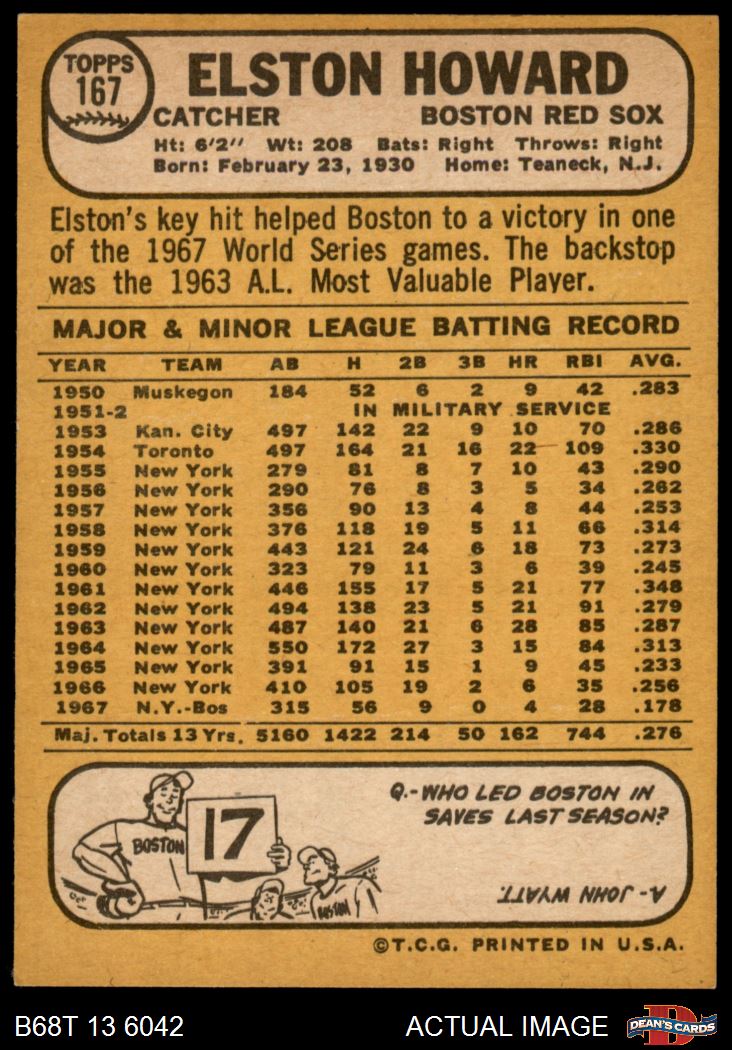 TOPPS
167
ELSTON HOWARD
CATCHER BOSTON RED SOX
Ht: 6'2" Wt: 208 Bats: Right Throws: Right
Born: February 23, 1930 Home: Teaneck, N.J.
Elston's key hit helped Boston to a victory in one
of the 1967 World Series games. The backstop
was the 1963 A.L. Most Valuable Player.
MAJOR & MINOR LEAGUE BATTING RECORD
YEAR TEAM AB H 2B 3B HR RBI AVG.
1950 Muskegon 184 52 6 2 9 42 .283
1951-2 IN MILITARY SERVICE
1953 Kan. City 497 142 22 9 10 70 .286
1954 Toronto 497 164 21 16 22 109 .330
1955 New York 279 81 8 7 10 43 .290
1956 New York 290 76 8 3 5 34 .262
1957 New York 356 90 13 4 8 44 .253
1958 New York 376 118 19 5 11 66 .314
1959 New York 443 121 24 6 18 73 .273
1960 New York 323 79 11 3 6 39 .245
1961 New York 446 155 17 5 21 77 .348
1962 New York 494 138 23 5 21 91 .279
1963 New York 487 140 21 6 28 85 .287
1964 New York 550 172 27 3 15 84 .313
1965 New York 391 91 15 1 9 45 .233
1966 New York 410 105 19 2 6 35 .256
1967 N.Y.-Bos 315 56 9 0 4 28 .178
Maj. Totals 13 Yrs. 5160 1422 214 50 162 744 .276
Q.-WHO LED BOSTON IN
SAVES LAST SEASON?
17
BOSTON
BOSTON
A.- JOHN WYATT.
©T.C.G. PRINTED IN U.S.A.
B68T 13 6042 ACTUAL IMAGE
DEAN'S CARDS